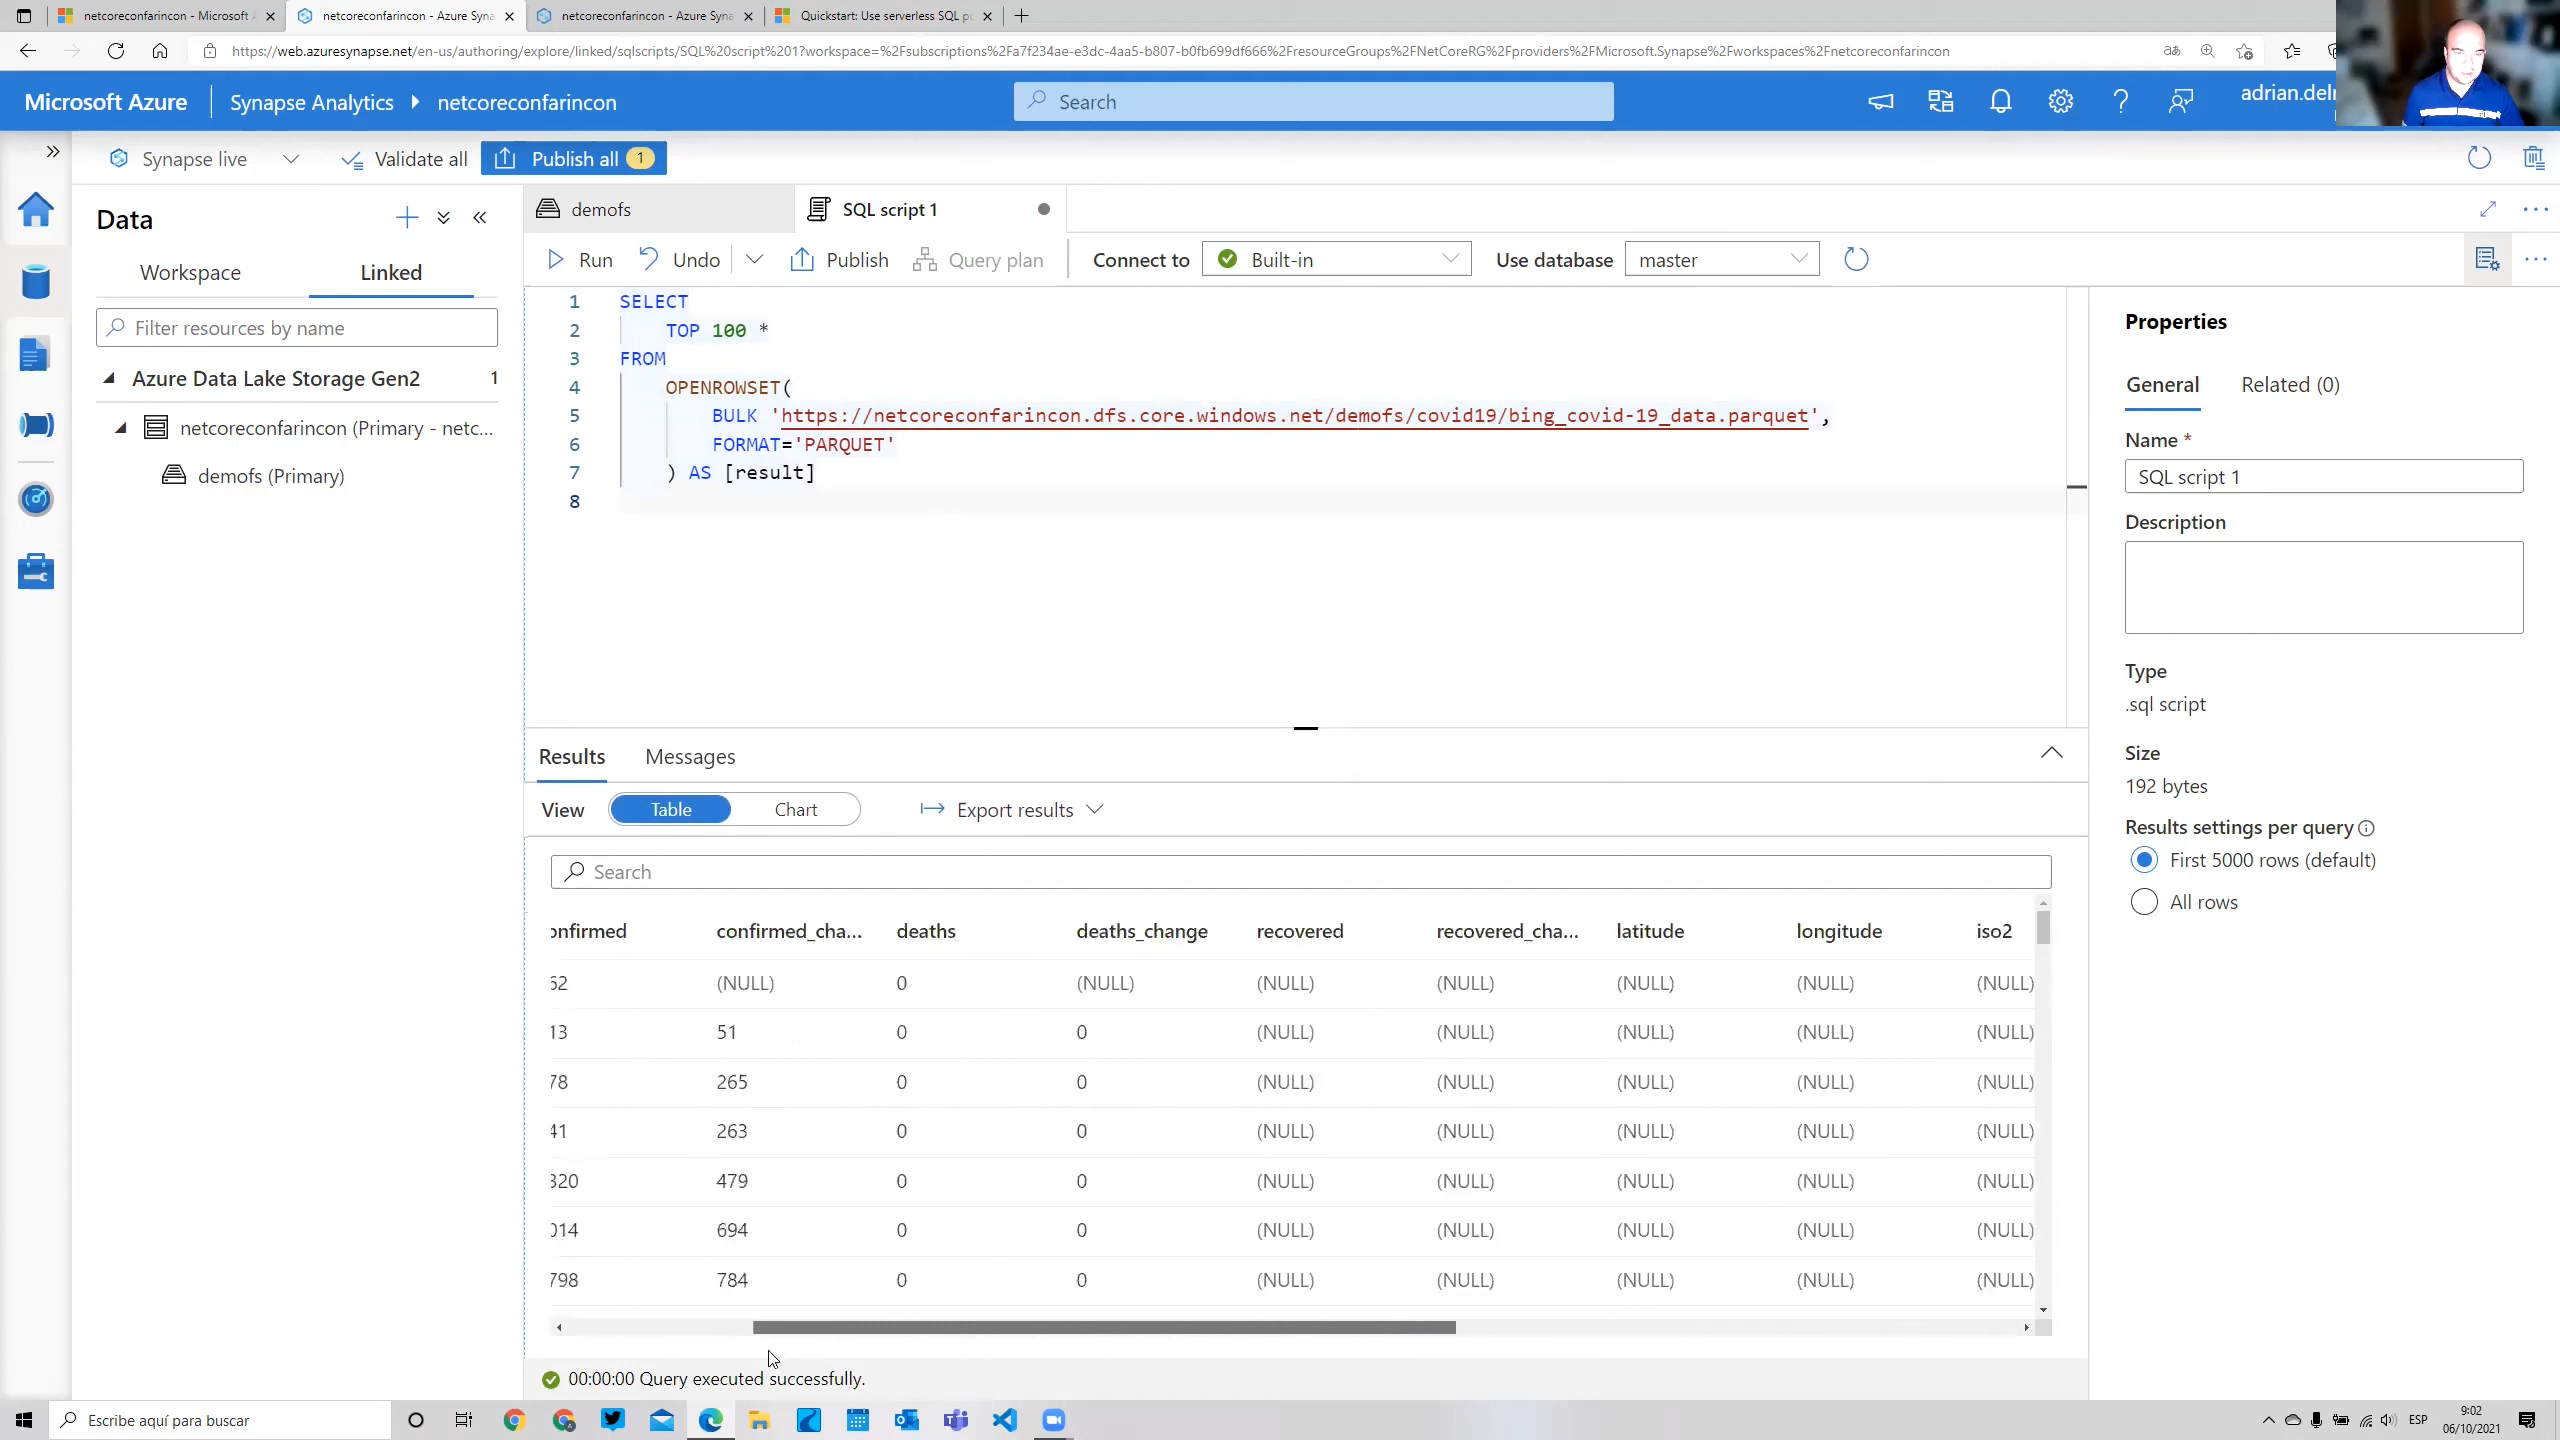 netcoreconfarincon - Microsoft A
netcoreconfarincon - Azure Syna
netcoreconfarincon - Azure Syna
Quickstart: Use serverless SQL po
https://web.azuresynapse.net/en-us/authoring/explore/linked/sqlscripts/SQL%20script%201?workspace=%2Fsubscriptions%2Fa7f234ae-e3dc-4aa5-b807-b0fb699df666%2FresourceGroups%2FNetCoreRG%2Fproviders%2FMicrosoft.Synapse%2Fworkspaces%2Fnetcoreconfarincon
Microsoft Azure
Synapse Analytics
netcoreconfarincon
Search
adrian.delr
Synapse live
Validate all
Publish all 1
Data
Workspace
Linked
Filter resources by name
Azure Data Lake Storage Gen2 1
netcoreconfarincon (Primary - netc...
demofs (Primary)
demofs
SQL script 1
Run
Undo
Publish
Query plan
Connect to
Built-in
Use database
master
1 SELECT
2 TOP 100 *
3 FROM
4 OPENROWSET(
5 BULK 'https://netcoreconfarincon.dfs.core.windows.net/demofs/covid19/bing_covid-19_data.parquet',
6 FORMAT='PARQUET'
7 ) AS [result]
8
Results
Messages
View
Table
Chart
Export results
Search
onfirmed confirmed_cha... deaths deaths_change recovered recovered_cha... latitude longitude iso2
62 (NULL) 0 (NULL) (NULL) (NULL) (NULL) (NULL) (NULL)
13 51 0 0 (NULL) (NULL) (NULL) (NULL) (NULL)
78 265 0 0 (NULL) (NULL) (NULL) (NULL) (NULL)
41 263 0 0 (NULL) (NULL) (NULL) (NULL) (NULL)
320 479 0 0 (NULL) (NULL) (NULL) (NULL) (NULL)
014 694 0 0 (NULL) (NULL) (NULL) (NULL) (NULL)
798 784 0 0 (NULL) (NULL) (NULL) (NULL) (NULL)
00:00:00 Query executed successfully.
Properties
General
Related (0)
Name *
SQL script 1
Description
Type
.sql script
Size
192 bytes
Results settings per query
First 5000 rows (default)
All rows
Escribe aquí para buscar
ESP
9:02
06/10/2021